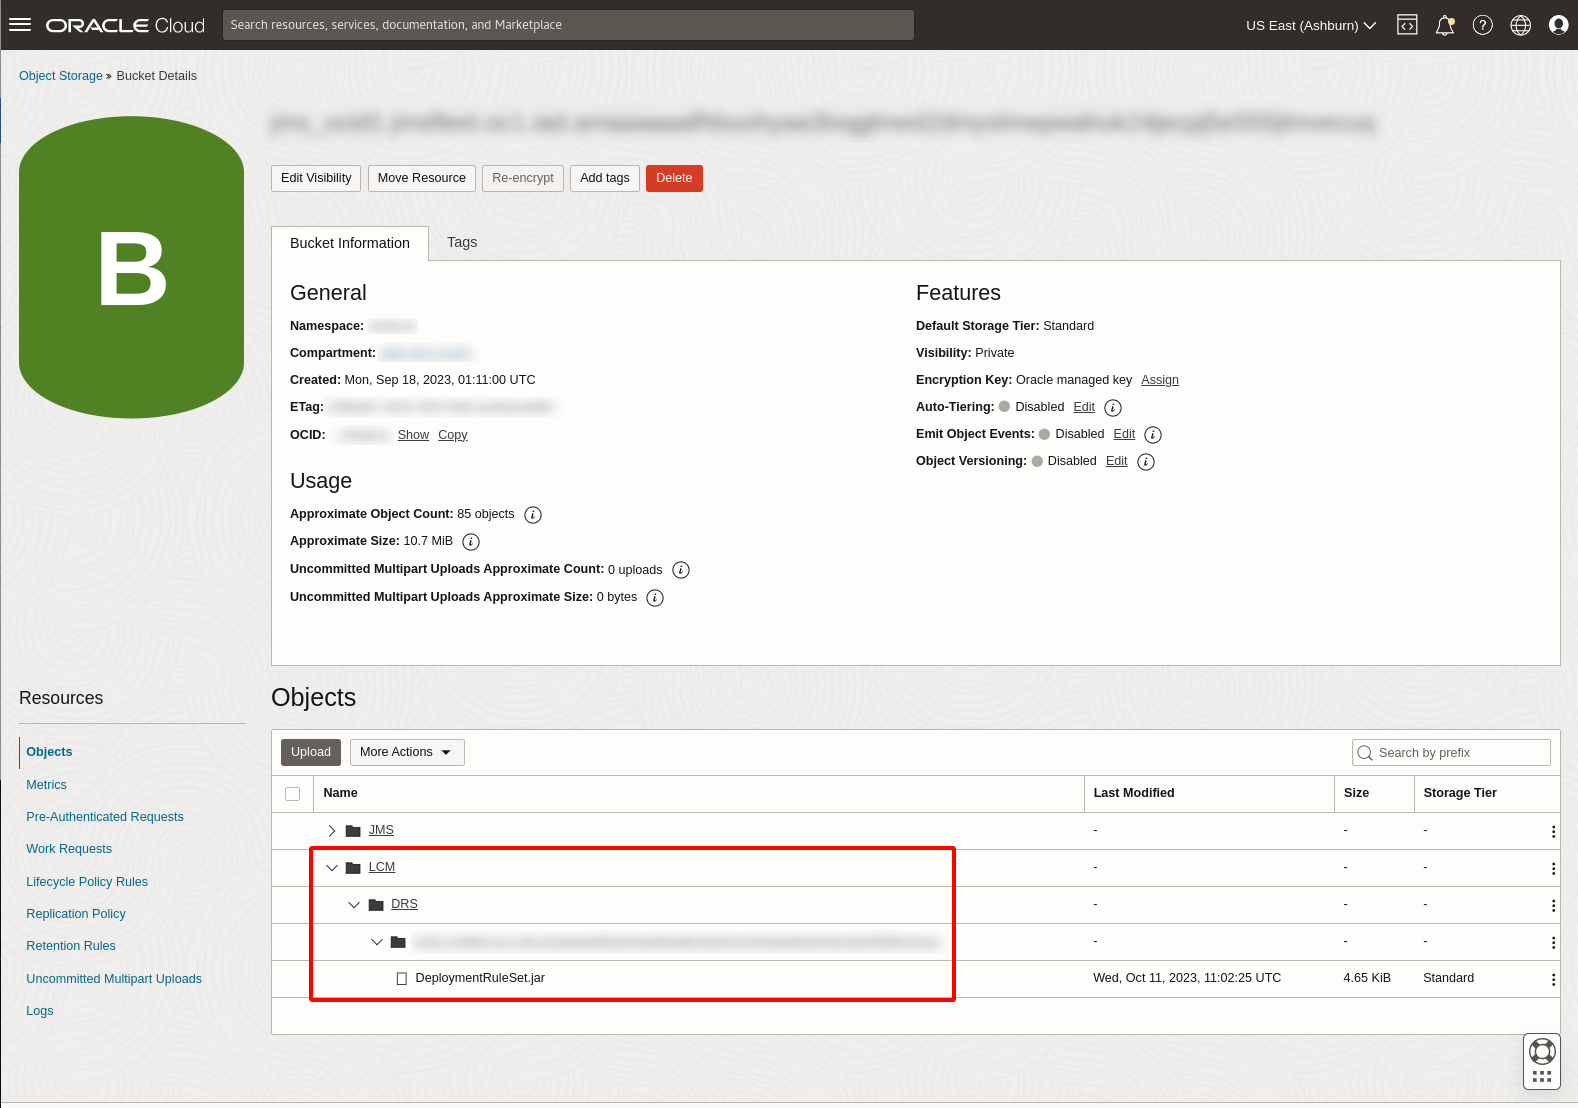 ORACLE Cloud
Search resources, services, documentation, and Marketplace
US East (Ashburn)
Object Storage » Bucket Details
B
Edit Visibility
Move Resource
Re-encrypt
Add tags
Delete
Bucket Information
Tags
General
Namespace:
Compartment:
Created: Mon, Sep 18, 2023, 01:11:00 UTC
ETag:
OCID: Show Copy
Usage
Approximate Object Count: 85 objects
Approximate Size: 10.7 MiB
Uncommitted Multipart Uploads Approximate Count: 0 uploads
Uncommitted Multipart Uploads Approximate Size: 0 bytes
Features
Default Storage Tier: Standard
Visibility: Private
Encryption Key: Oracle managed key Assign
Auto-Tiering: Disabled Edit
Emit Object Events: Disabled Edit
Object Versioning: Disabled Edit
Resources
Objects
Metrics
Pre-Authenticated Requests
Work Requests
Lifecycle Policy Rules
Replication Policy
Retention Rules
Uncommitted Multipart Uploads
Logs
Objects
Upload
More Actions
Search by prefix
Name Last Modified Size Storage Tier
JMS - - -
LCM - - -
DRS - - -
- - -
DeploymentRuleSet.jar Wed, Oct 11, 2023, 11:02:25 UTC 4.65 KiB Standard